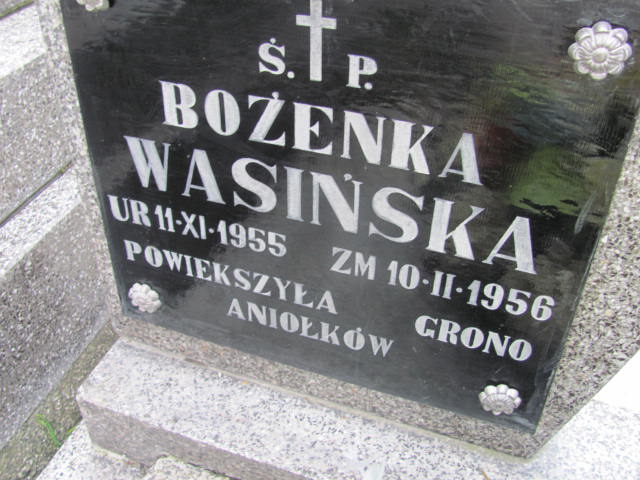 Ś. P.
BOŻENKA
WASIŃSKA
UR 11·XI·1955 ZM 10·II·1956
POWIEKSZYŁA GRONO
ANIOŁKÓW